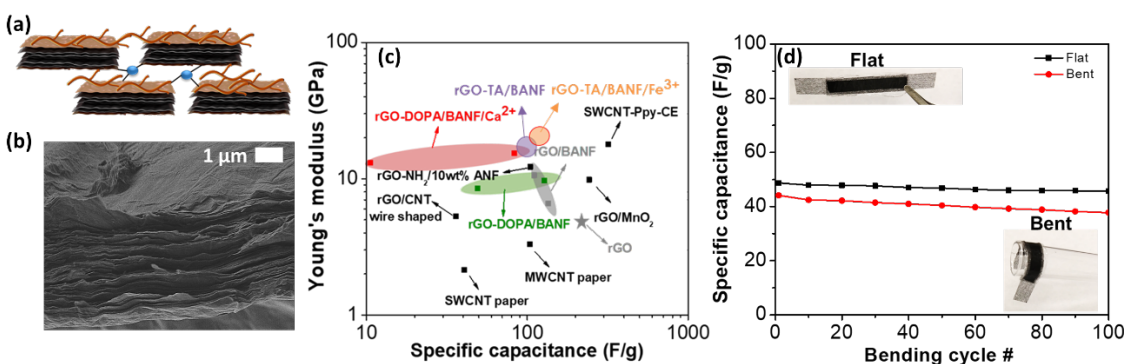 (a)
(b)
1 μm
(c)
Young's modulus (GPa)
100
10
1
rGO-TA/BANF
rGO-TA/BANF/Fe³⁺
rGO-DOPA/BANF/Ca²⁺
SWCNT-Ppy-CE
rGO/BANF
rGO-NH₂/10wt% ANF
rGO/CNT
wire shaped
rGO-DOPA/BANF
rGO/MnO₂
rGO
MWCNT paper
SWCNT paper
10
100
1000
Specific capacitance (F/g)
(d)
Specific capacitance (F/g)
100
80
60
40
20
0
Flat
Flat
Bent
Bent
0
20
40
60
80
100
Bending cycle #